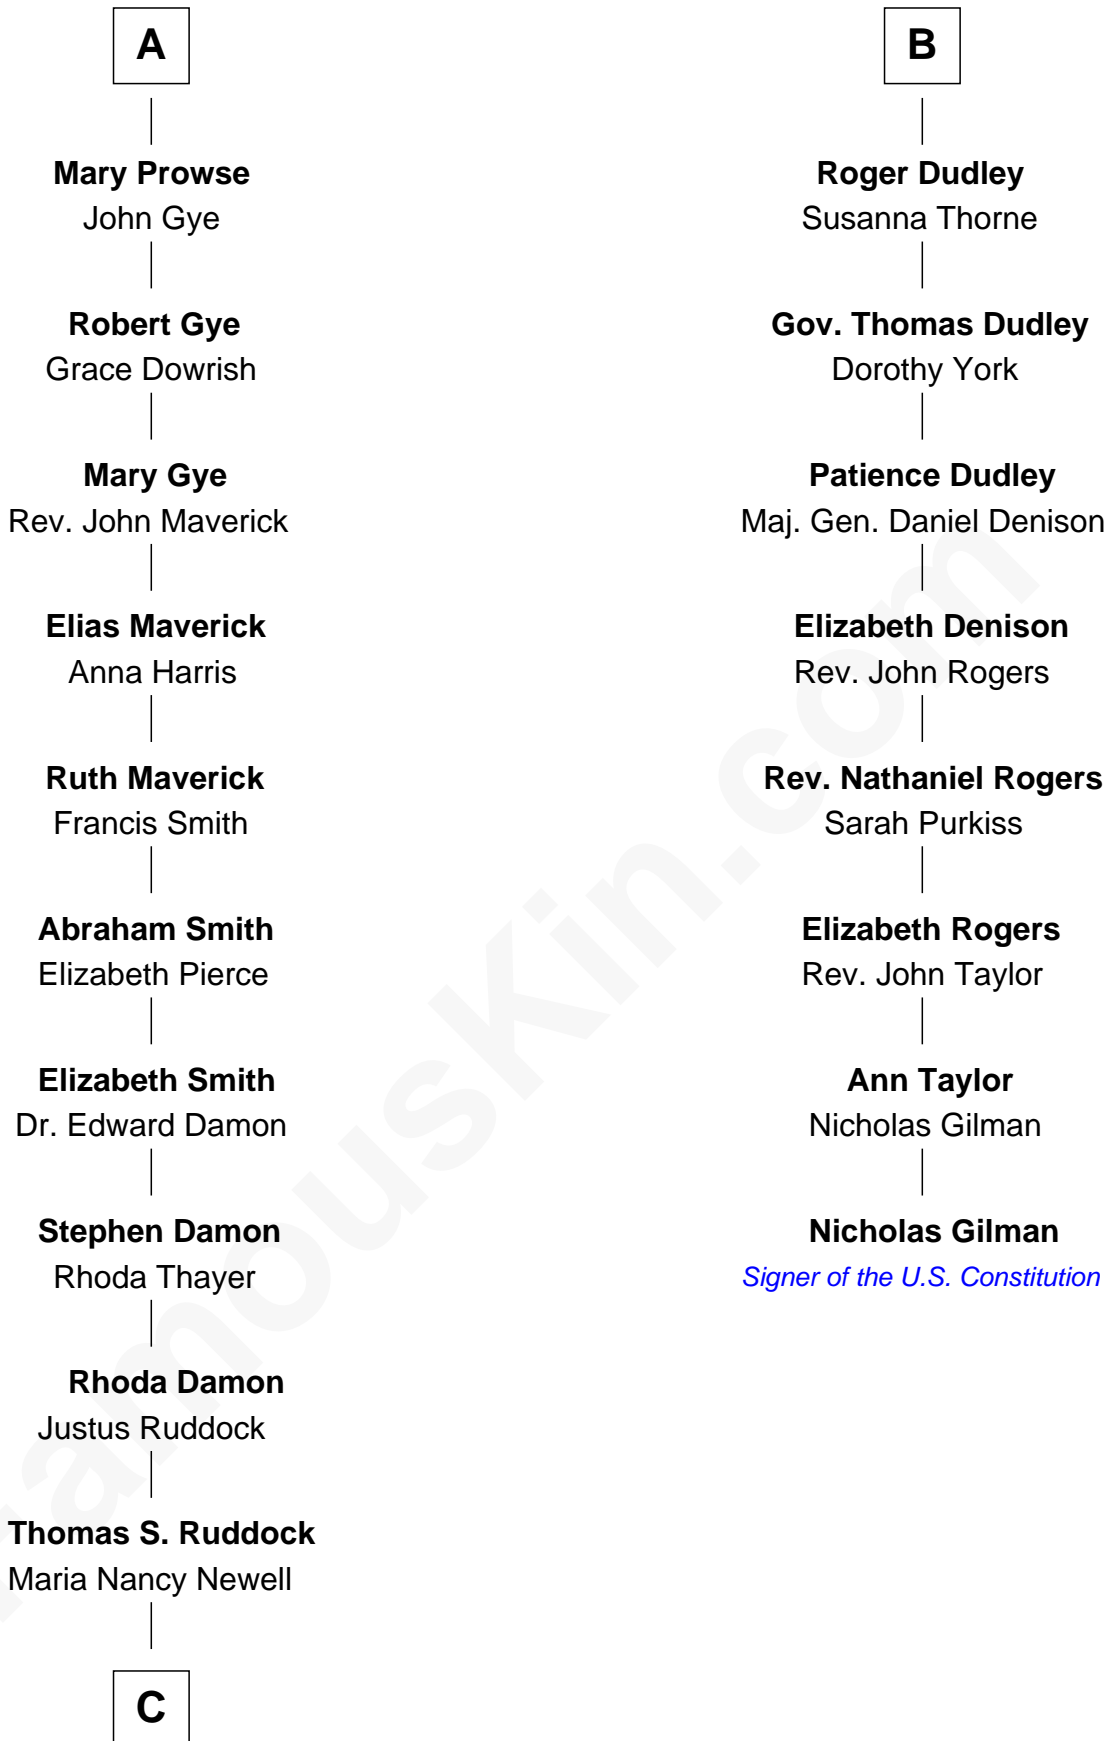 A
Mary Prowse
John Gye
Robert Gye
Grace Dowrish
Mary Gye
Rev. John Maverick
Elias Maverick
Anna Harris
Ruth Maverick
Francis Smith
Abraham Smith
Elizabeth Pierce
Elizabeth Smith
Dr. Edward Damon
Stephen Damon
Rhoda Thayer
Rhoda Damon
Justus Ruddock
Thomas S. Ruddock
Maria Nancy Newell
C
B
Roger Dudley
Susanna Thorne
Gov. Thomas Dudley
Dorothy York
Patience Dudley
Maj. Gen. Daniel Denison
Elizabeth Denison
Rev. John Rogers
Rev. Nathaniel Rogers
Sarah Purkiss
Elizabeth Rogers
Rev. John Taylor
Ann Taylor
Nicholas Gilman
Nicholas Gilman
Signer of the U.S. Constitution
FamousKin.com